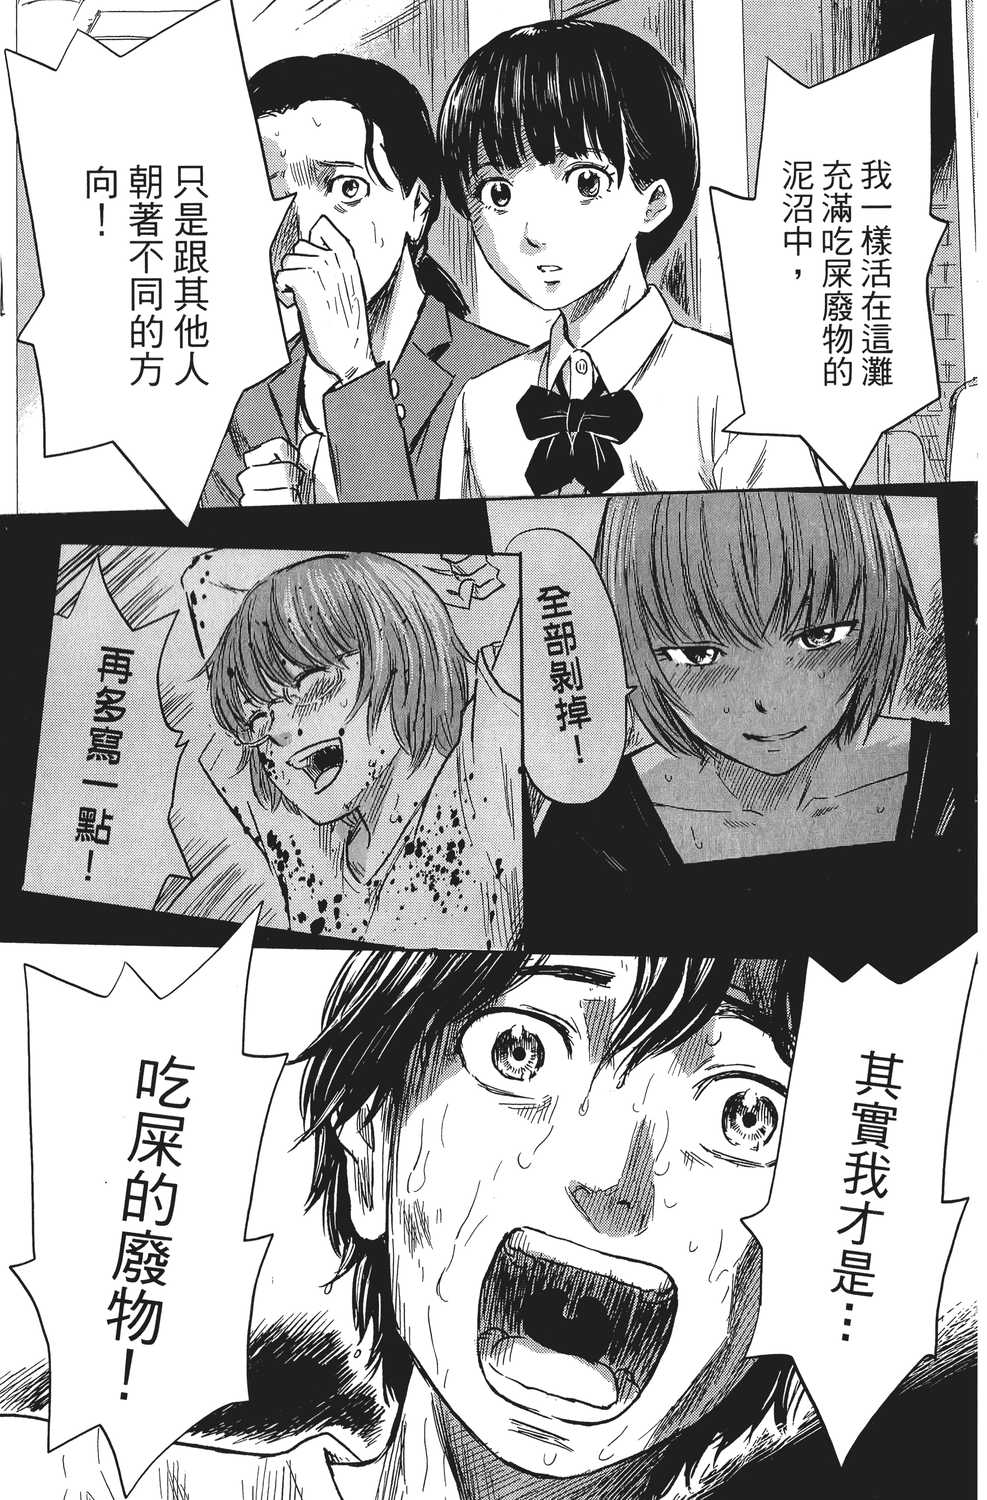 我一樣活在這灘
充滿吃屎廢物的
泥沼中，
只是跟其他人
朝著不同的方
向！
全部剝掉！
再多寫一點！
其實我才是…
吃屎的廢物！